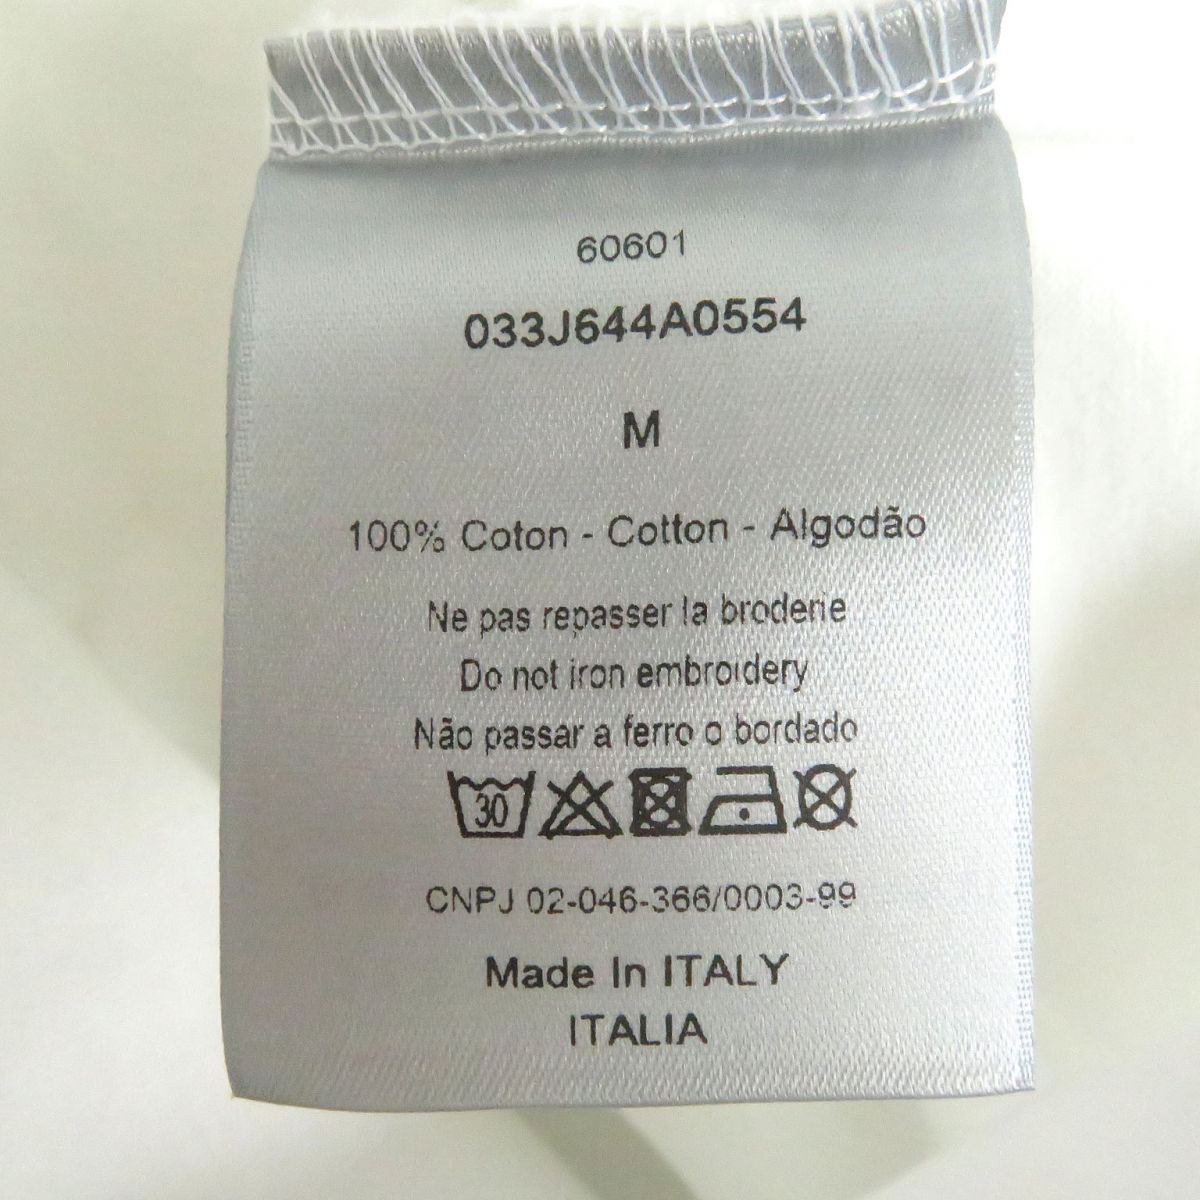 60601
033J644A0554
M
100% Coton - Cotton - Algodão
Ne pas repasser la broderie
Do not iron embroidery
Não passar a ferro o bordado
30
CNPJ 02-046-366/0003-99
Made In ITALY
ITALIA